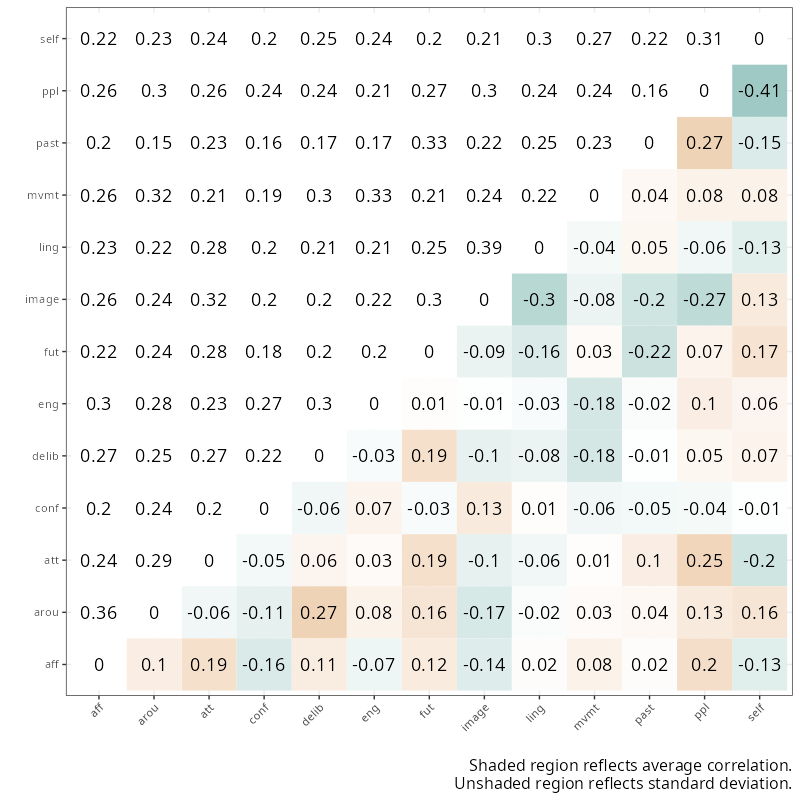 self 0.22 0.23 0.24 0.2 0.25 0.24 0.2 0.21 0.3 0.27 0.22 0.31 0
ppl 0.26 0.3 0.26 0.24 0.24 0.21 0.27 0.3 0.24 0.24 0.16 0 -0.41
past 0.2 0.15 0.23 0.16 0.17 0.17 0.33 0.22 0.25 0.23 0 0.27 -0.15
mvmt 0.26 0.32 0.21 0.19 0.3 0.33 0.21 0.24 0.22 0 0.04 0.08 0.08
ling 0.23 0.22 0.28 0.2 0.21 0.21 0.25 0.39 0 -0.04 0.05 -0.06 -0.13
image 0.26 0.24 0.32 0.2 0.2 0.22 0.3 0 -0.3 -0.08 -0.2 -0.27 0.13
fut 0.22 0.24 0.28 0.18 0.2 0.2 0 -0.09 -0.16 0.03 -0.22 0.07 0.17
eng 0.3 0.28 0.23 0.27 0.3 0 0.01 -0.01 -0.03 -0.18 -0.02 0.1 0.06
delib 0.27 0.25 0.27 0.22 0 -0.03 0.19 -0.1 -0.08 -0.18 -0.01 0.05 0.07
conf 0.2 0.24 0.2 0 -0.06 0.07 -0.03 0.13 0.01 -0.06 -0.05 -0.04 -0.01
att 0.24 0.29 0 -0.05 0.06 0.03 0.19 -0.1 -0.06 0.01 0.1 0.25 -0.2
arou 0.36 0 -0.06 -0.11 0.27 0.08 0.16 -0.17 -0.02 0.03 0.04 0.13 0.16
aff 0 0.1 0.19 -0.16 0.11 -0.07 0.12 -0.14 0.02 0.08 0.02 0.2 -0.13
aff arou att conf delib eng fut image ling mvmt past ppl self
Shaded region reflects average correlation.
Unshaded region reflects standard deviation.